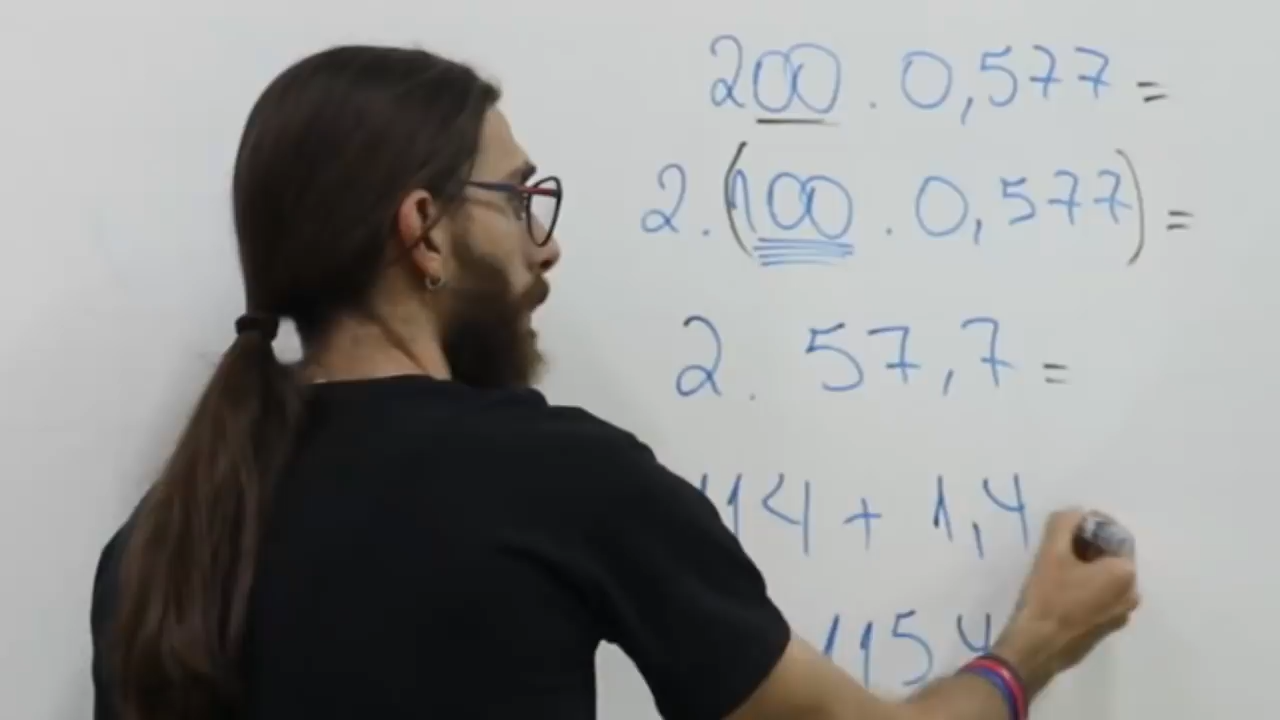 200 . 0,577 =
2.(100 . 0,577) =
2. 57,7 =
114 + 1,4
115,4